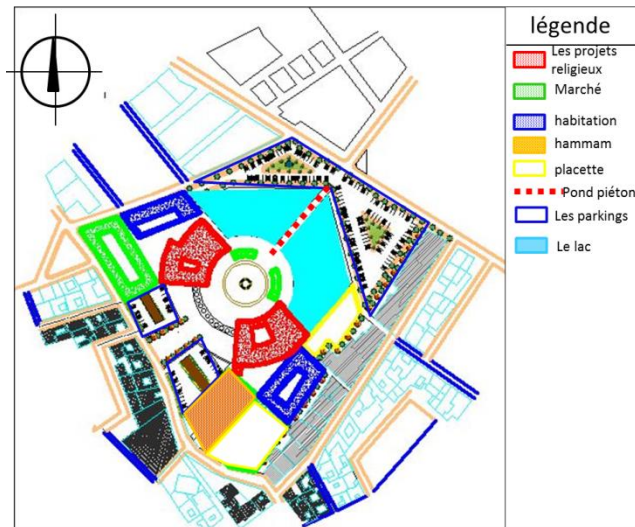 légende
Les projets
religieux
Marché
habitation
hammam
placette
Pond piéton
Les parkings
Le lac